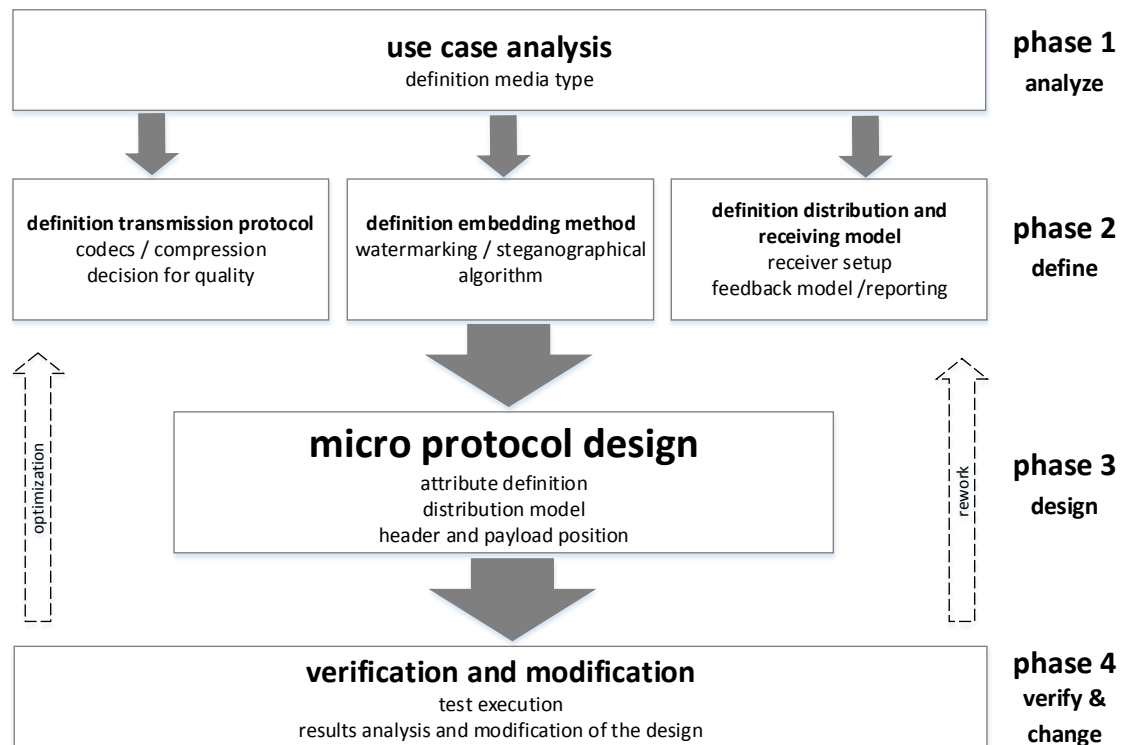 use case analysis
definition media type
phase 1
analyze
definition transmission protocol
codecs / compression
decision for quality
definition embedding method
watermarking / steganographical
algorithm
definition distribution and
receiving model
receiver setup
feedback model /reporting
phase 2
define
optimization
micro protocol design
attribute definition
distribution model
header and payload position
rework
phase 3
design
verification and modification
test execution
results analysis and modification of the design
phase 4
verify &
change